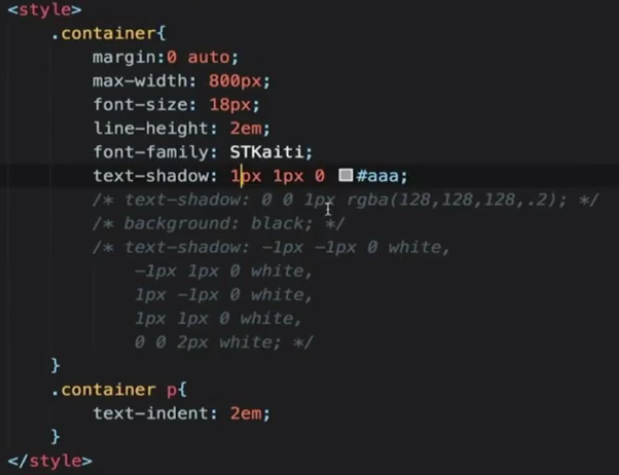 <style>
.container{
margin:0 auto;
max-width: 800px;
font-size: 18px;
line-height: 2em;
font-family: STKaiti;
text-shadow: 1px 1px 0 #aaa;
/* text-shadow: 0 0 1px rgba(128,128,128,.2); */
/* background: black; */
/* text-shadow: -1px -1px 0 white,
-1px 1px 0 white,
1px -1px 0 white,
1px 1px 0 white,
0 0 2px white; */
}
.container p{
text-indent: 2em;
}
</style>